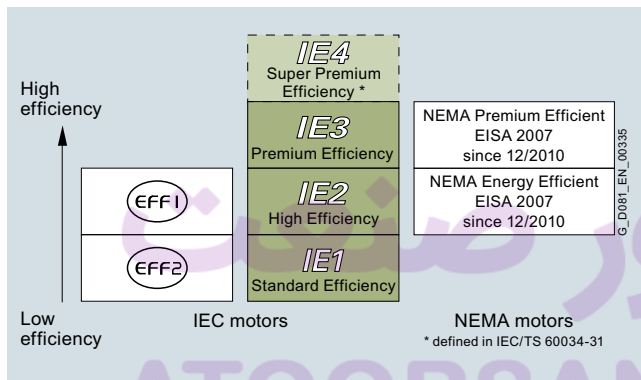 High
efficiency
Low
efficiency
EFF1
EFF2
IEC motors
IE4
Super Premium
Efficiency *
IE3
Premium Efficiency
IE2
High Efficiency
IE1
Standard Efficiency
NEMA Premium Efficient
EISA 2007
since 12/2010
NEMA Energy Efficient
EISA 2007
since 12/2010
NEMA motors
* defined in IEC/TS 60034-31
G_D081_EN_00335
ور صنعت